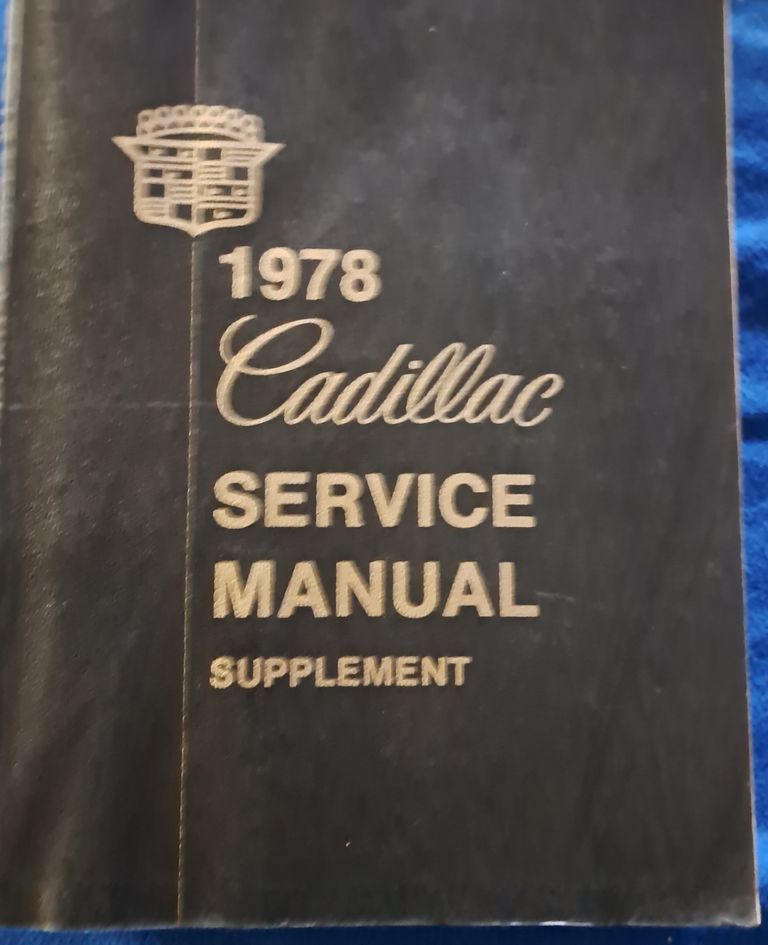 1978
Cadillac
SERVICE
MANUAL
SUPPLEMENT